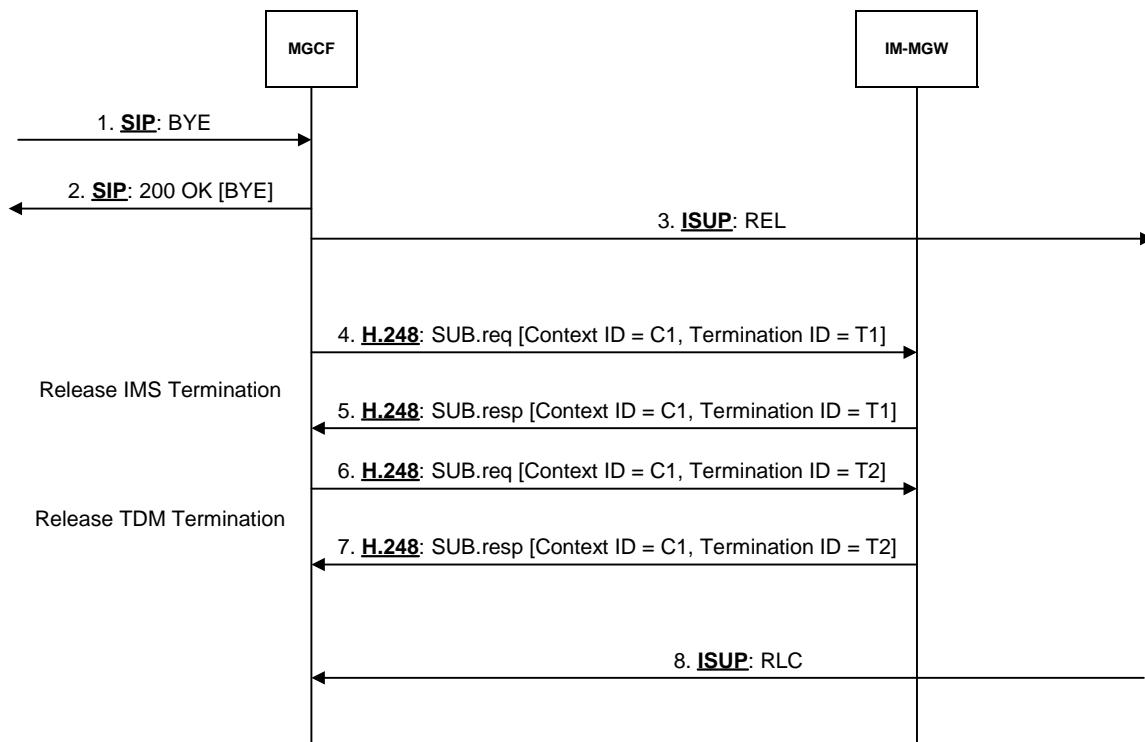 MGCF
IM-MGW
1. SIP: BYE
2. SIP: 200 OK [BYE]
3. ISUP: REL
4. H.248: SUB.req [Context ID = C1, Termination ID = T1]
Release IMS Termination
5. H.248: SUB.resp [Context ID = C1, Termination ID = T1]
6. H.248: SUB.req [Context ID = C1, Termination ID = T2]
Release TDM Termination
7. H.248: SUB.resp [Context ID = C1, Termination ID = T2]
8. ISUP: RLC